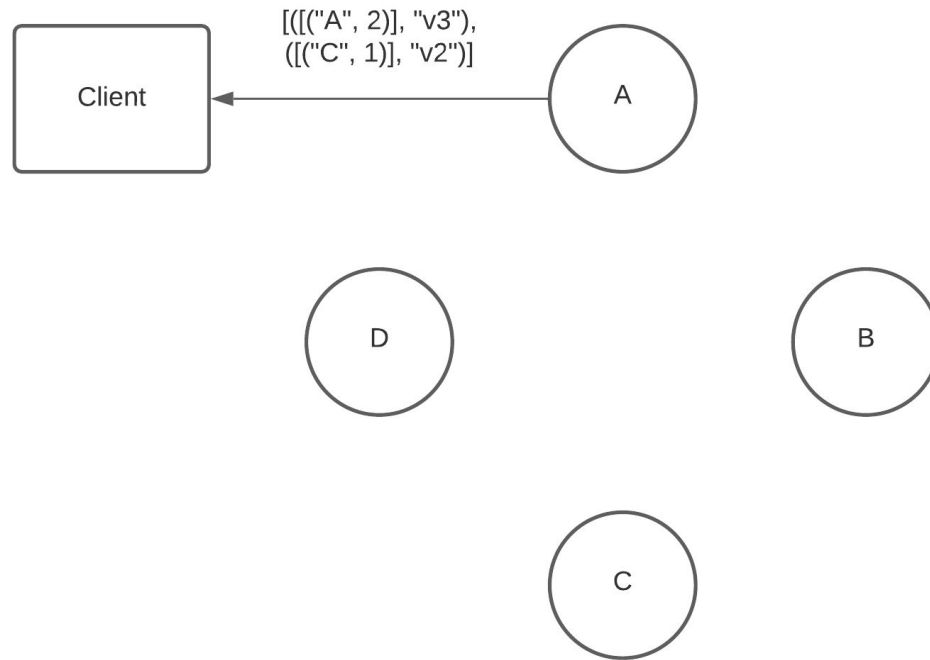 [([("A", 2)], "v3"),
([("C", 1)], "v2")]
Client
A
D
B
C